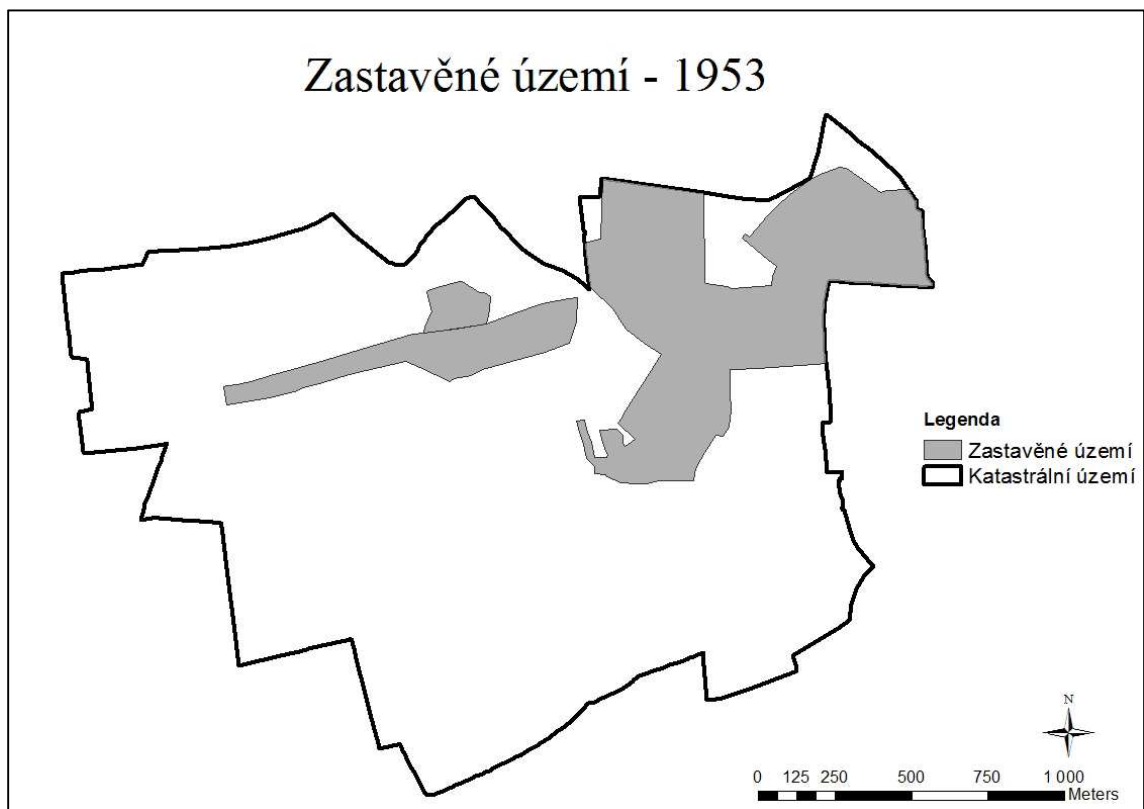 Zastavěné území - 1953
Legenda
Zastavěné území
Katastrální území
N
0 125 250 500 750 1 000
Meters